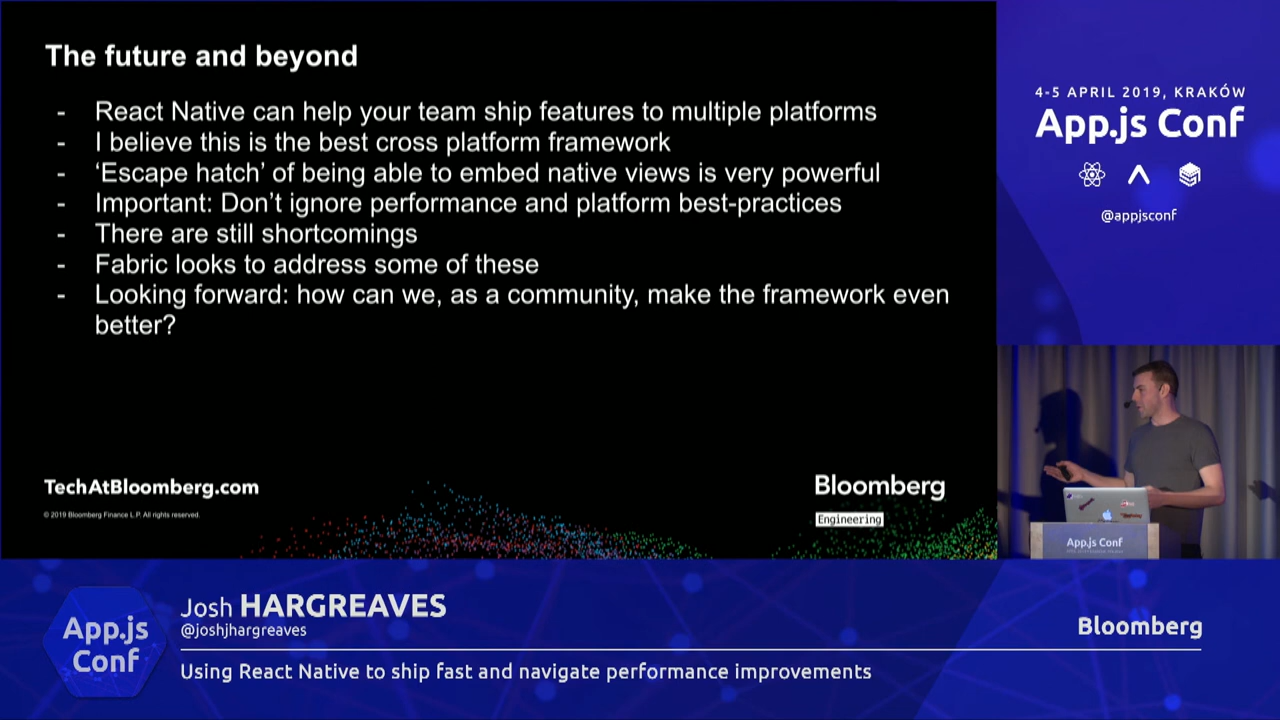 The future and beyond
- React Native can help your team ship features to multiple platforms
- I believe this is the best cross platform framework
- ‘Escape hatch’ of being able to embed native views is very powerful
- Important: Don’t ignore performance and platform best-practices
- There are still shortcomings
- Fabric looks to address some of these
- Looking forward: how can we, as a community, make the framework even
better?
TechAtBloomberg.com
© 2019 Bloomberg Finance L.P. All rights reserved.
Bloomberg
Engineering
4-5 APRIL 2019, KRAKÓW
App.js Conf
@appjsconf
App.js Conf
App.js
Conf
Josh HARGREAVES
@joshjhargreaves
Bloomberg
Using React Native to ship fast and navigate performance improvements